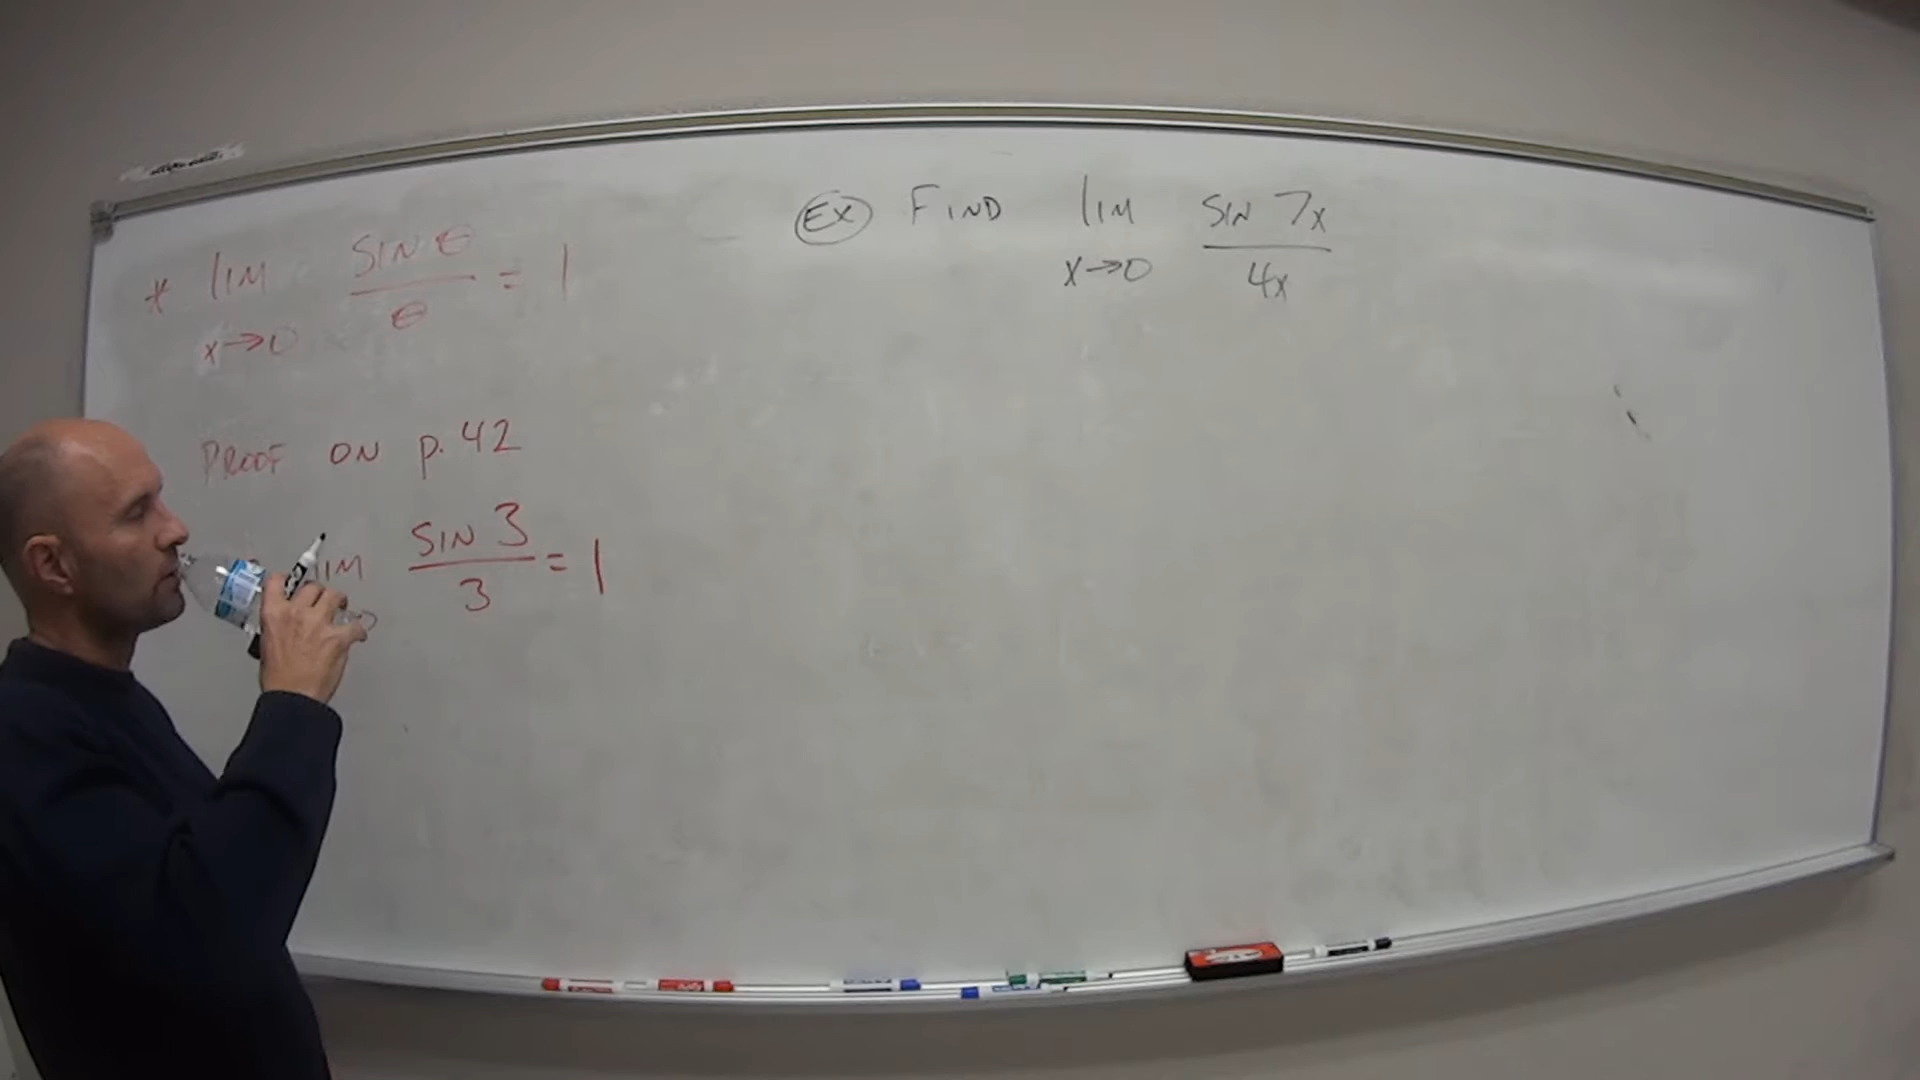 * lim sin θ / θ = 1
x→0
PROOF ON p.42
lim sin 3 / 3 = 1
EX FIND lim sin 7x / 4x
x→0